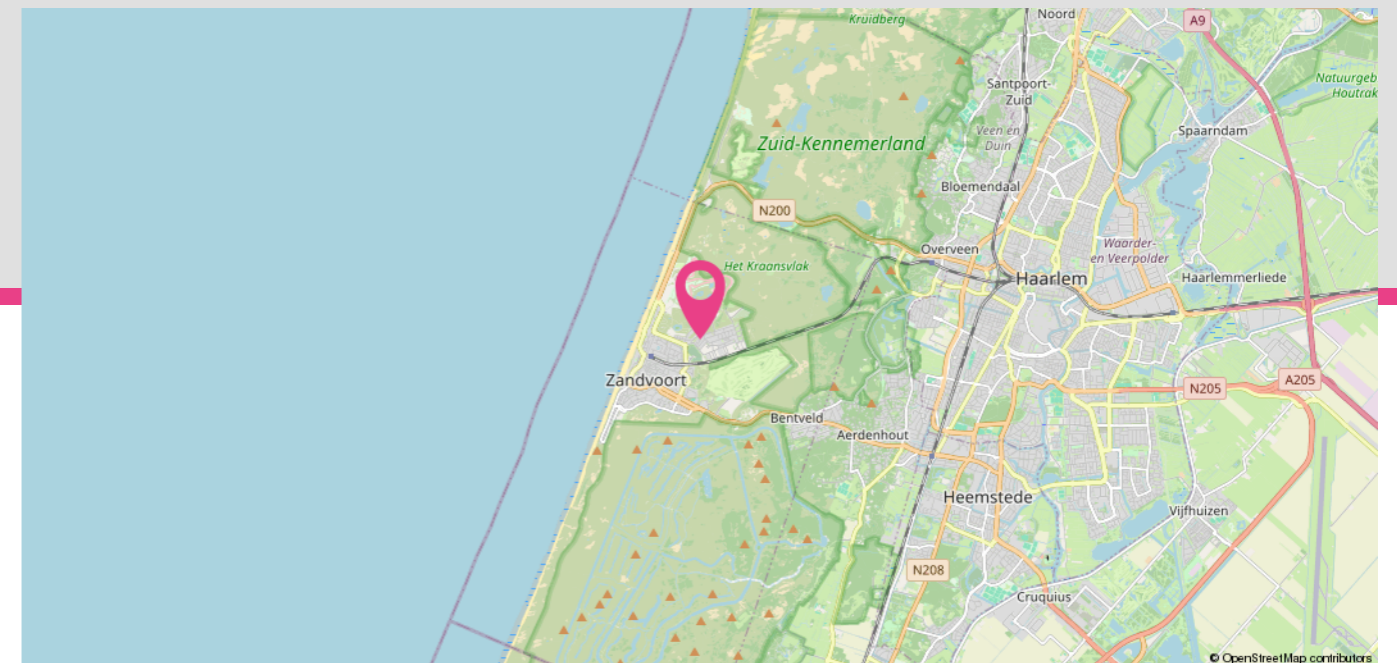 Kruidberg
Noord
A9
Santpoort-
Zuid
Natuurgeb
Houtrak
Veen en
Duin
Spaarndam
Zuid-Kennemerland
Bloemendaal
N200
Overveen
Waarder-
en Veerpolder
Het Kraansvlak
Haarlem
Haarlemmerliede
Zandvoort
N205
A205
Bentveld
Aerdenhout
Heemstede
Vijfhuizen
N208
Cruquius
© OpenStreetMap contributors